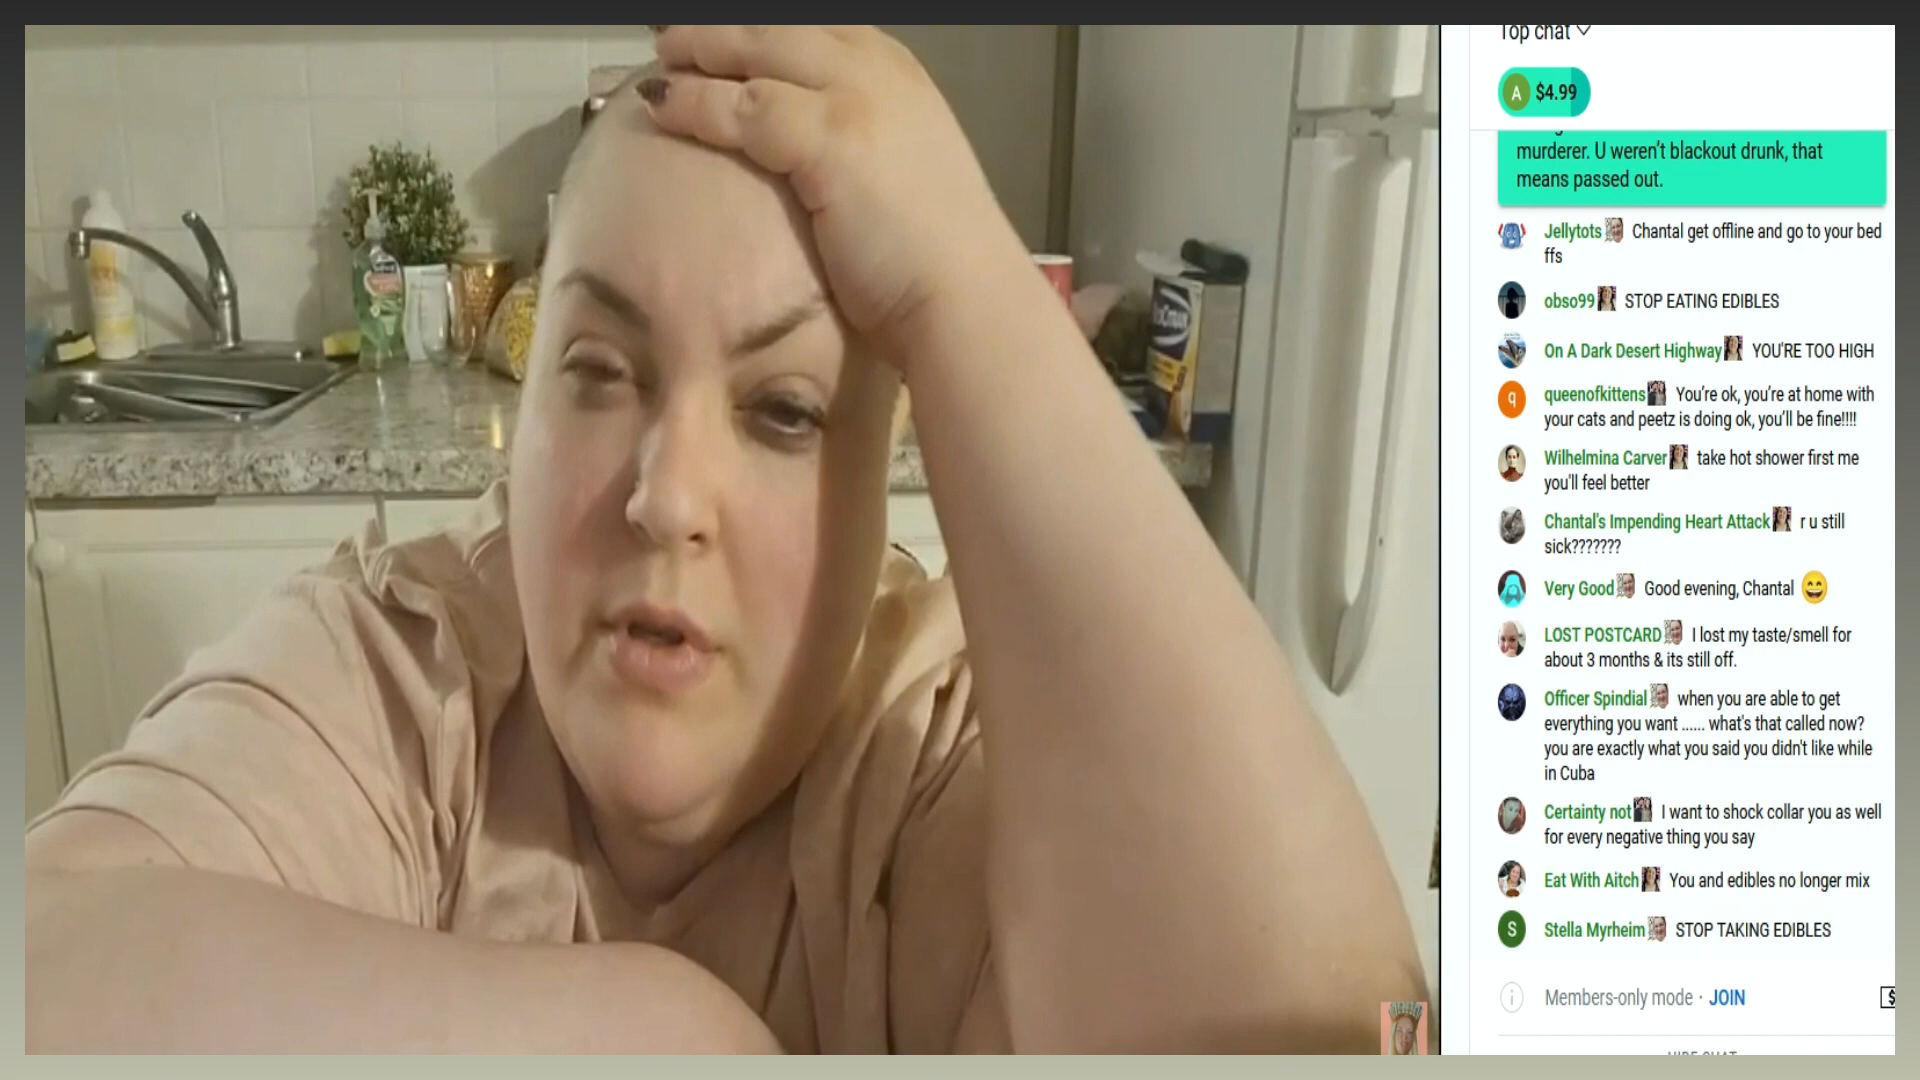 Top chat
A $4.99
murderer. U weren't blackout drunk, that
means passed out.
Jellytots Chantal get offline and go to your bed
ffs
obso99 STOP EATING EDIBLES
On A Dark Desert Highway YOU'RE TOO HIGH
q queenofkittens You're ok, you're at home with
your cats and peetz is doing ok, you'll be fine!!!!
Wilhelmina Carver take hot shower first me
you'll feel better
Chantal's Impending Heart Attack r u still
sick???????
Very Good Good evening, Chantal 😄
LOST POSTCARD I lost my taste/smell for
about 3 months & its still off.
Officer Spindial when you are able to get
everything you want ...... what's that called now?
you are exactly what you said you didn't like while
in Cuba
Certainty not I want to shock collar you as well
for every negative thing you say
Eat With Aitch You and edibles no longer mix
S Stella Myrheim STOP TAKING EDIBLES
Members-only mode · JOIN
$